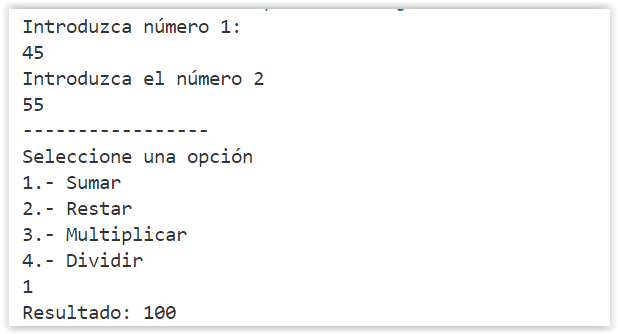 Introduzca número 1:
45
Introduzca el número 2
55
-----------------
Seleccione una opción
1.- Sumar
2.- Restar
3.- Multiplicar
4.- Dividir
1
Resultado: 100